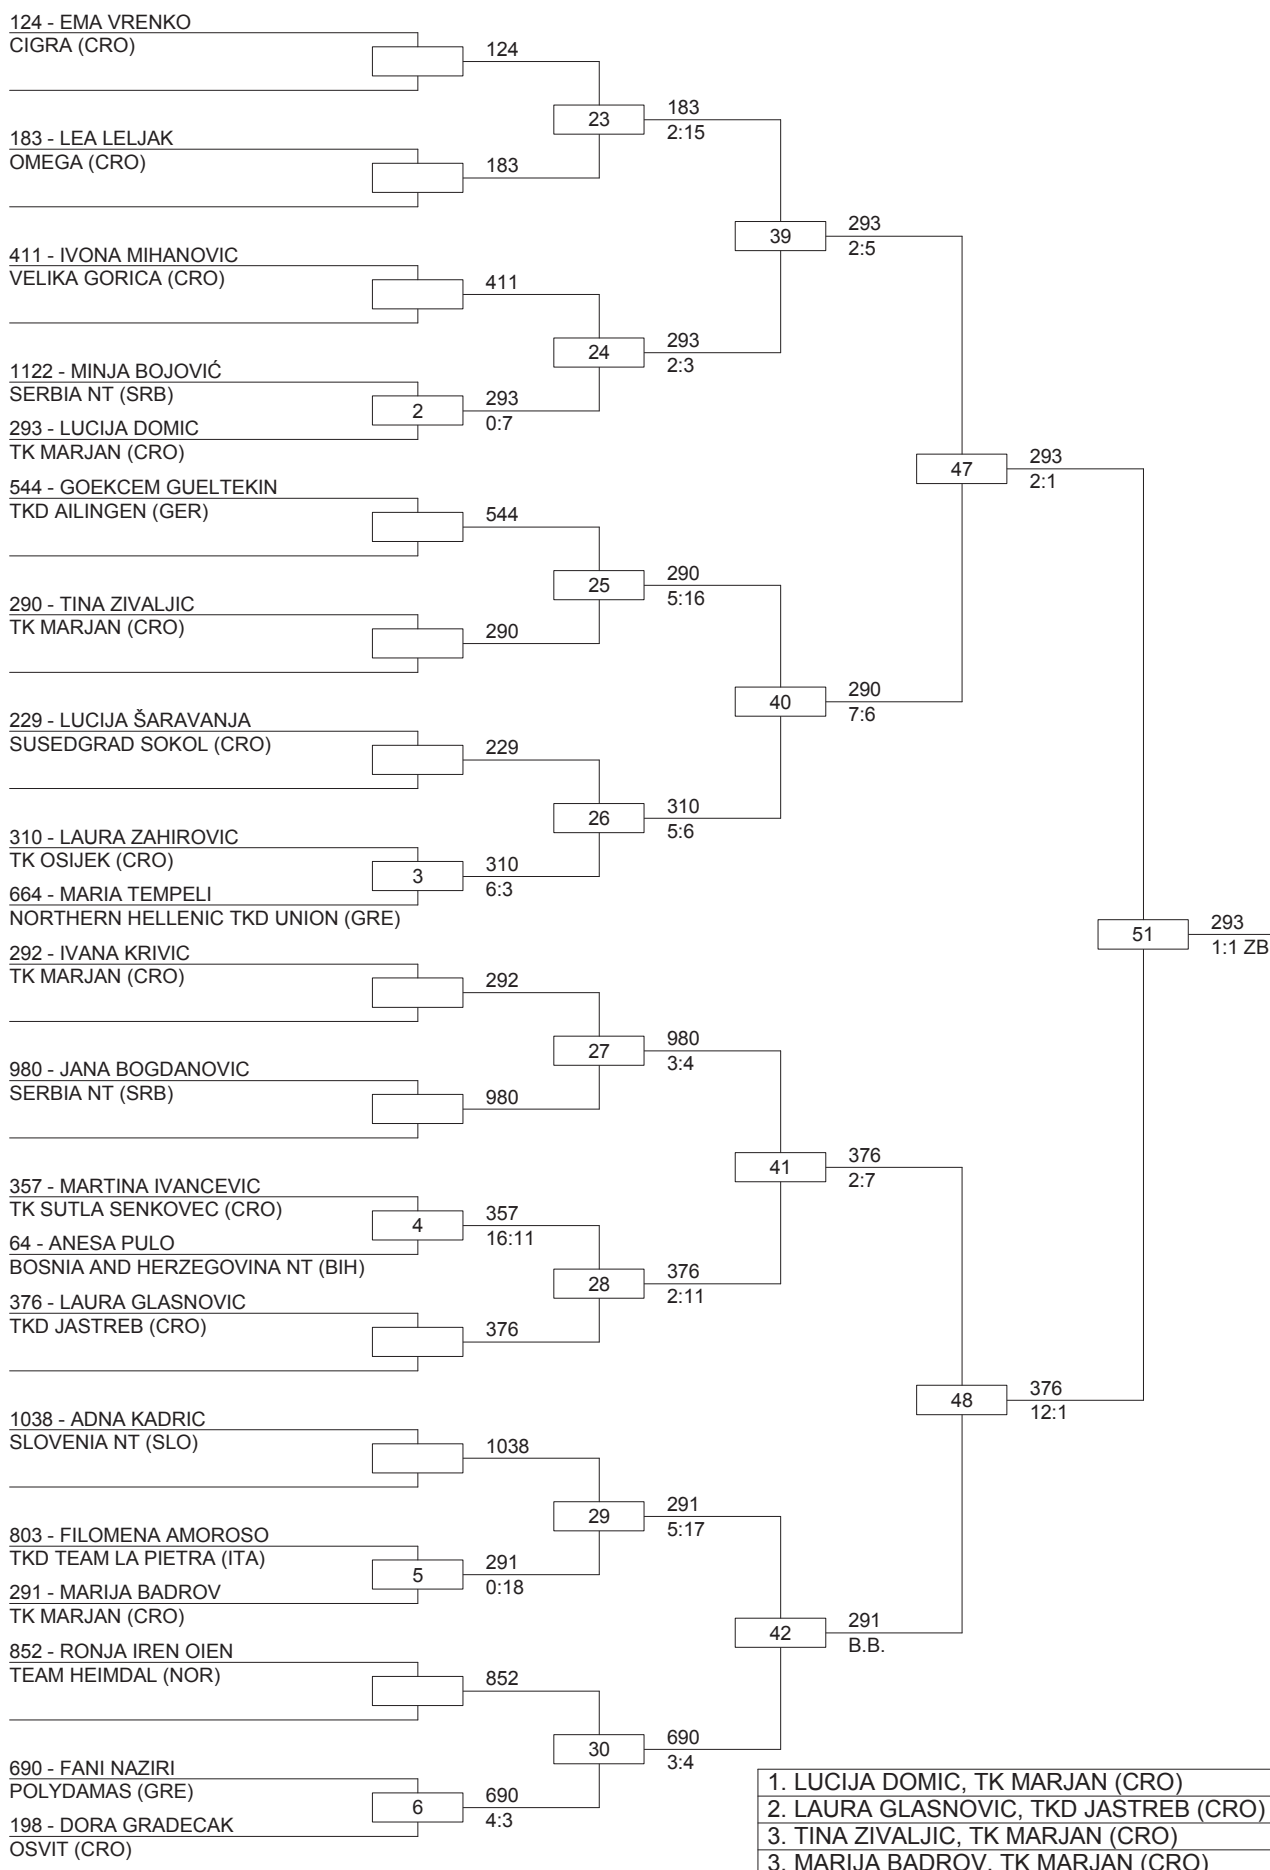 124 - EMA VRENKO
CIGRA (CRO)
124
23
183
2:15
183 - LEA LELJAK
OMEGA (CRO)
183
39
293
2:5
411 - IVONA MIHANOVIC
VELIKA GORICA (CRO)
411
24
293
2:3
1122 - MINJA BOJOVIĆ
SERBIA NT (SRB)
2
293
0:7
293 - LUCIJA DOMIC
TK MARJAN (CRO)
47
293
2:1
544 - GOEKCEM GUELTEKIN
TKD AILINGEN (GER)
544
25
290
5:16
290 - TINA ZIVALJIC
TK MARJAN (CRO)
290
40
290
7:6
229 - LUCIJA ŠARAVANJA
SUSEDGRAD SOKOL (CRO)
229
26
310
5:6
310 - LAURA ZAHIROVIC
TK OSIJEK (CRO)
3
310
6:3
664 - MARIA TEMPELI
NORTHERN HELLENIC TKD UNION (GRE)
51
293
1:1 ZB
292 - IVANA KRIVIC
TK MARJAN (CRO)
292
27
980
3:4
980 - JANA BOGDANOVIC
SERBIA NT (SRB)
980
41
376
2:7
357 - MARTINA IVANCEVIC
TK SUTLA SENKOVEC (CRO)
4
357
16:11
64 - ANESA PULO
BOSNIA AND HERZEGOVINA NT (BIH)
28
376
2:11
376 - LAURA GLASNOVIC
TKD JASTREB (CRO)
376
48
376
12:1
1038 - ADNA KADRIC
SLOVENIA NT (SLO)
1038
29
291
5:17
803 - FILOMENA AMOROSO
TKD TEAM LA PIETRA (ITA)
5
291
0:18
291 - MARIJA BADROV
TK MARJAN (CRO)
42
291
B.B.
852 - RONJA IREN OIEN
TEAM HEIMDAL (NOR)
852
30
690
3:4
690 - FANI NAZIRI
POLYDAMAS (GRE)
6
690
4:3
198 - DORA GRADECAK
OSVIT (CRO)
1. LUCIJA DOMIC, TK MARJAN (CRO)
2. LAURA GLASNOVIC, TKD JASTREB (CRO)
3. TINA ZIVALJIC, TK MARJAN (CRO)
3. MARIJA BADROV, TK MARJAN (CRO)